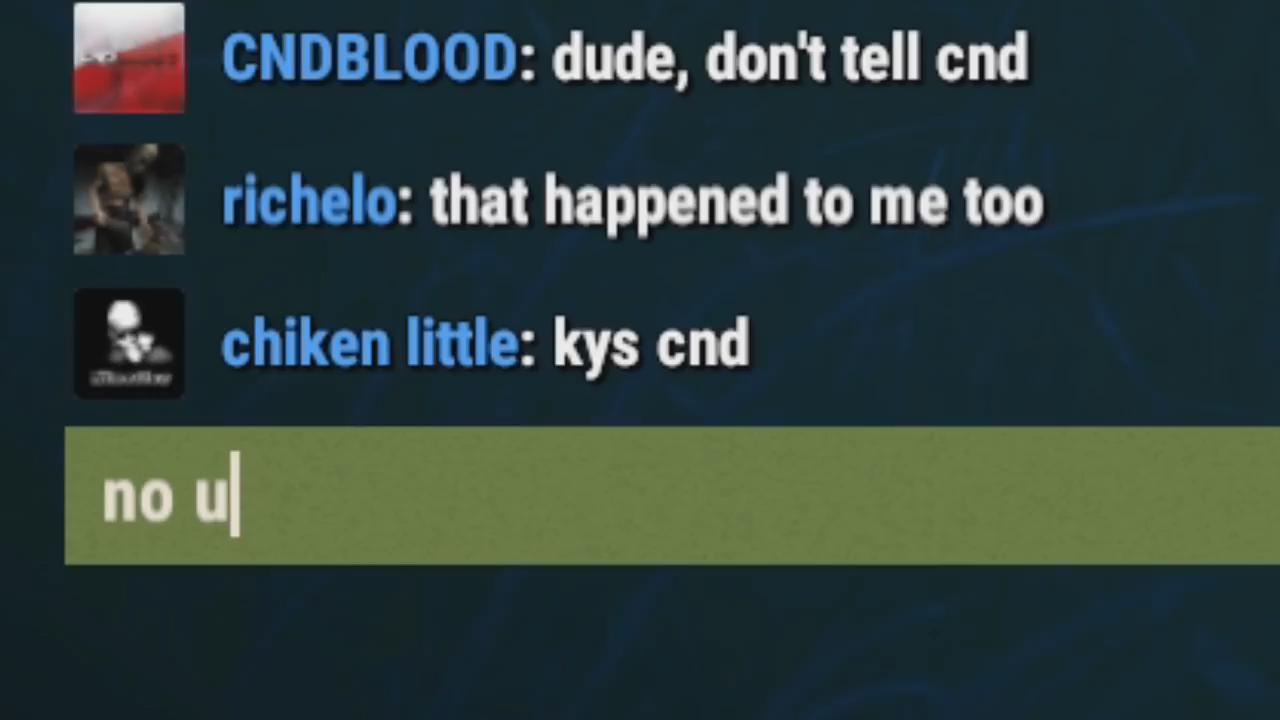 CNDBLOOD: dude, don't tell cnd
richelo: that happened to me too
chiken little: kys cnd
no u